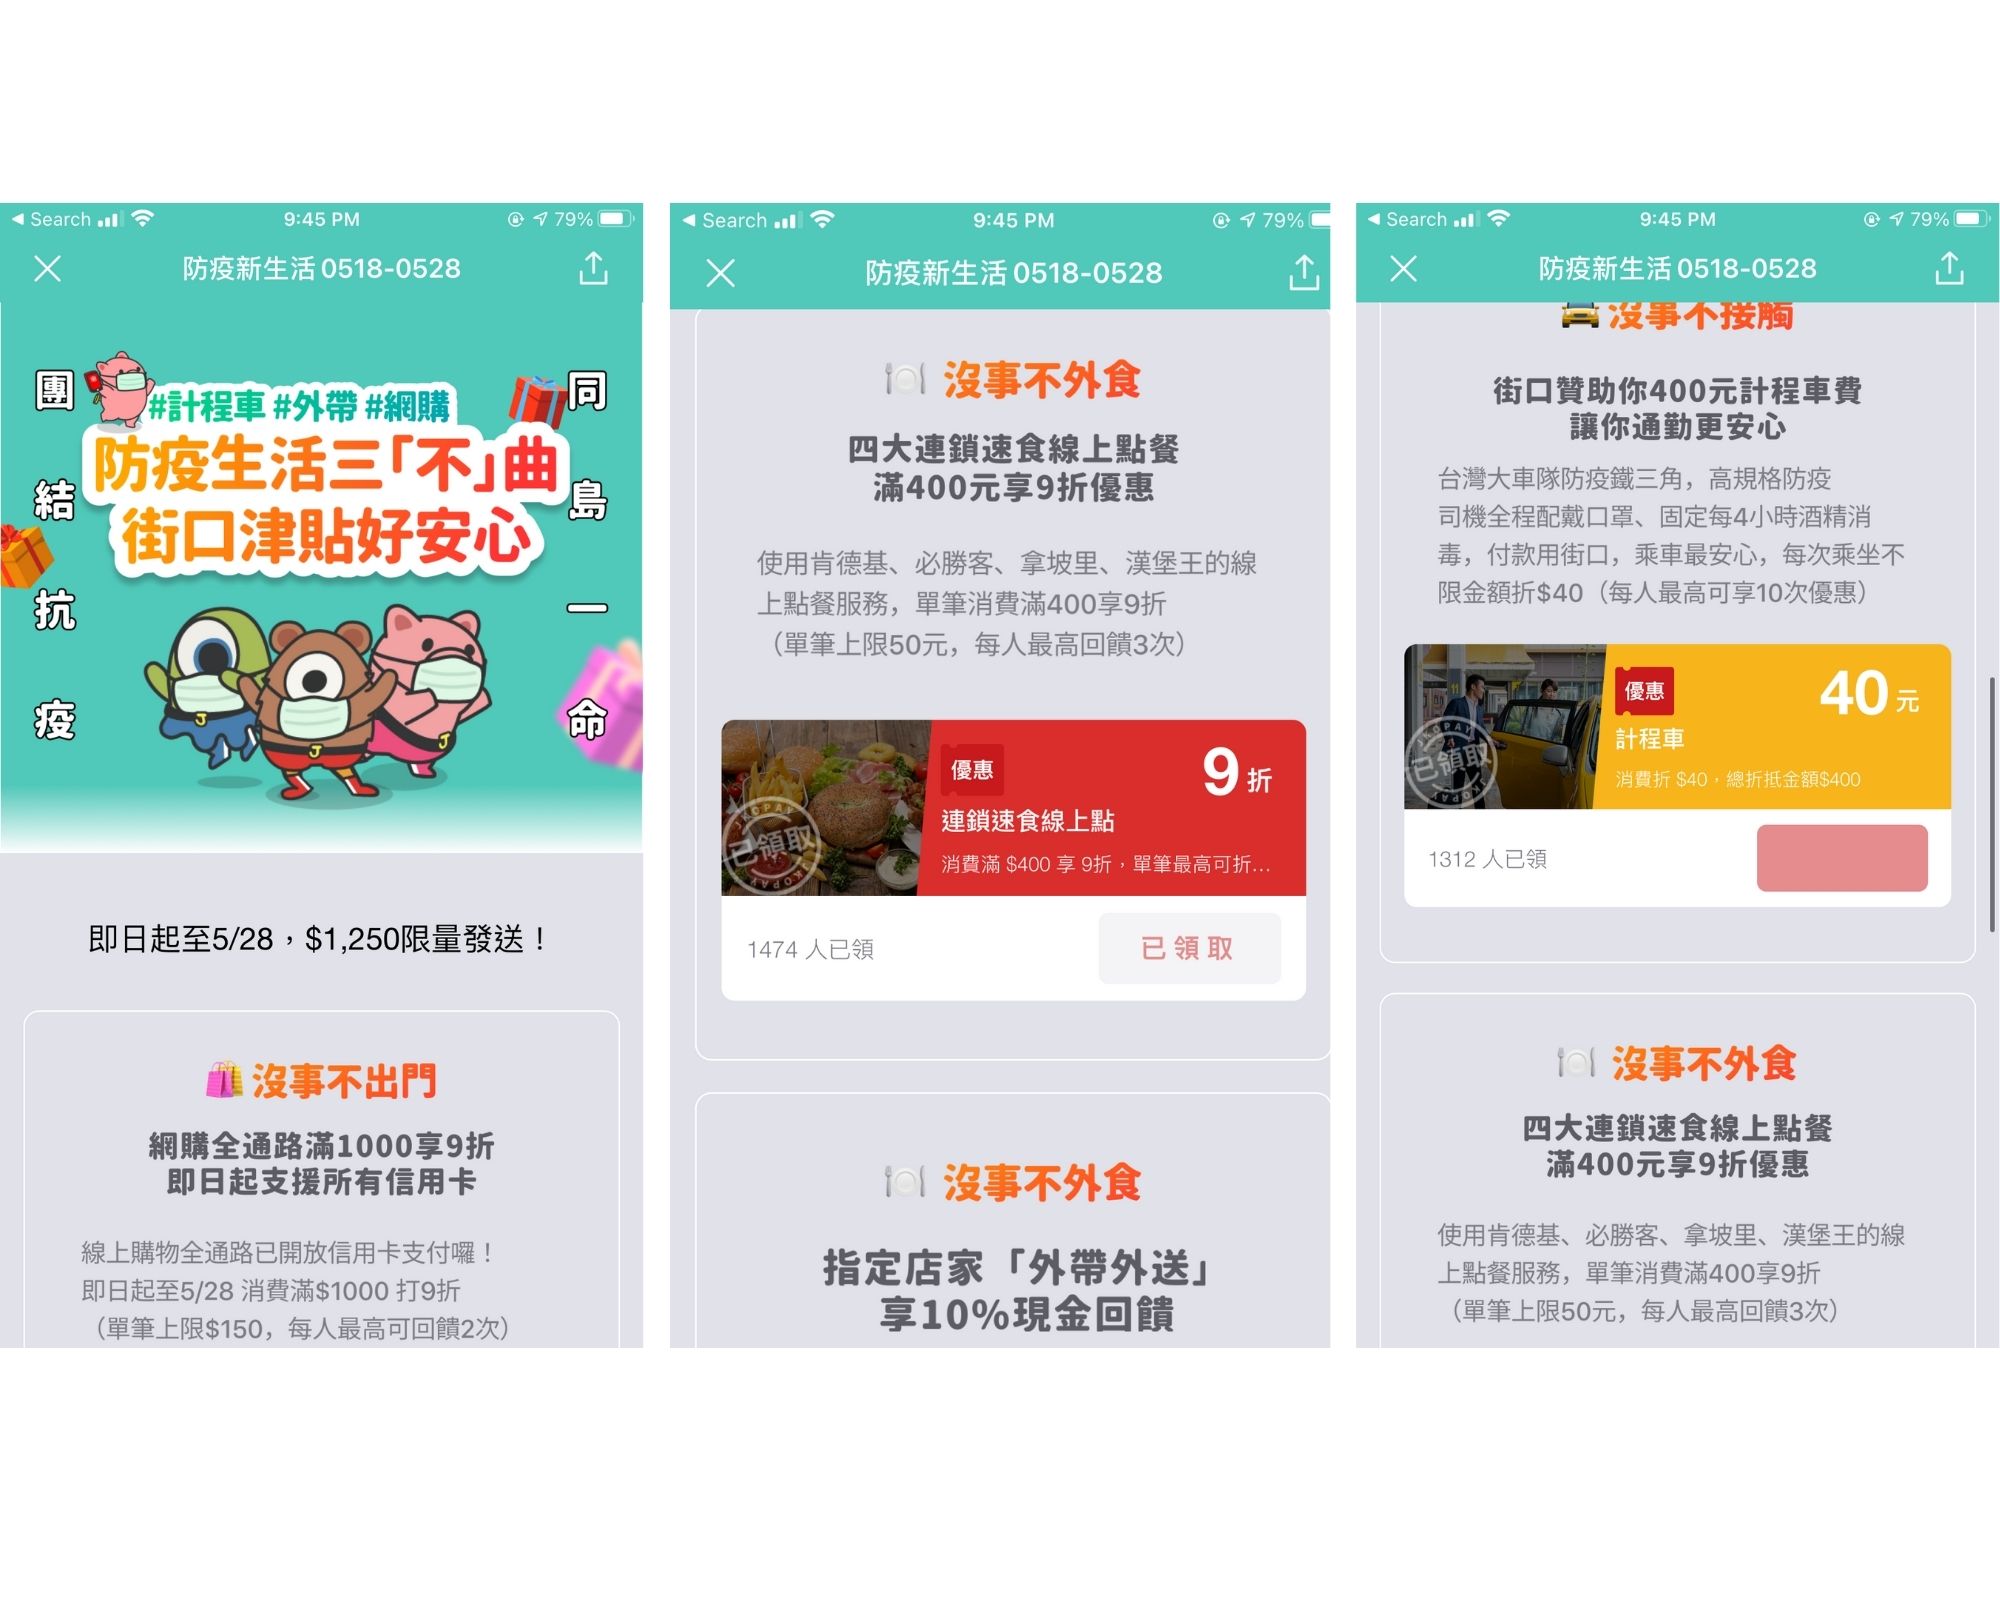 ◀ Search
9:45 PM
79%
防疫新生活 0518-0528
團結抗疫
同島一命
#計程車 #外帶 #網購
防疫生活三「不」曲
街口津貼好安心
J
J
J
即日起至5/28，$1,250限量發送！
沒事不出門
網購全通路滿1000享9折
即日起支援所有信用卡
線上購物全通路已開放信用卡支付囉！
即日起至5/28 消費滿$1000 打9折
（單筆上限$150，每人最高可回饋2次）
◀ Search
9:45 PM
79%
防疫新生活 0518-0528
沒事不外食
四大連鎖速食線上點餐
滿400元享9折優惠
使用肯德基、必勝客、拿坡里、漢堡王的線
上點餐服務，單筆消費滿400享9折
（單筆上限50元，每人最高回饋3次）
優惠
9 折
連鎖速食線上點
消費滿 $400 享 9折，單筆最高可折...
JKOPAY
已領取
JKOPAY
1474 人已領
已領取
沒事不外食
指定店家「外帶外送」
享10%現金回饋
◀ Search
9:45 PM
79%
防疫新生活 0518-0528
沒事不接觸
街口贊助你400元計程車費
讓你通勤更安心
台灣大車隊防疫鐵三角，高規格防疫
司機全程配戴口罩、固定每4小時酒精消
毒，付款用街口，乘車最安心，每次乘坐不
限金額折$40（每人最高可享10次優惠）
優惠
40 元
計程車
消費折 $40，總折抵金額$400
JKOPAY
已領取
JKOPAY
1312 人已領
沒事不外食
四大連鎖速食線上點餐
滿400元享9折優惠
使用肯德基、必勝客、拿坡里、漢堡王的線
上點餐服務，單筆消費滿400享9折
（單筆上限50元，每人最高回饋3次）